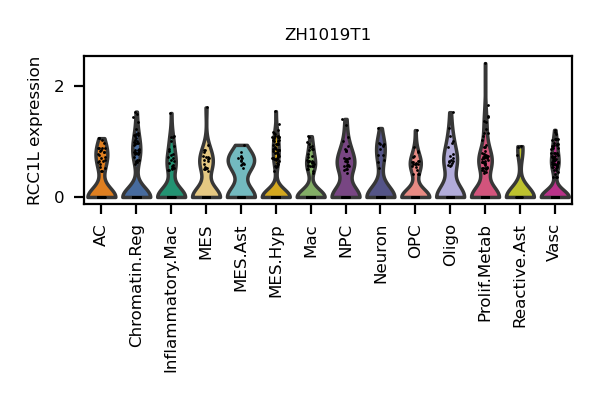 ZH1019T1
RCC1L expression
2
0
AC
Chromatin.Reg
Inflammatory.Mac
MES
MES.Ast
MES.Hyp
Mac
NPC
Neuron
OPC
Oligo
Prolif.Metab
Reactive.Ast
Vasc